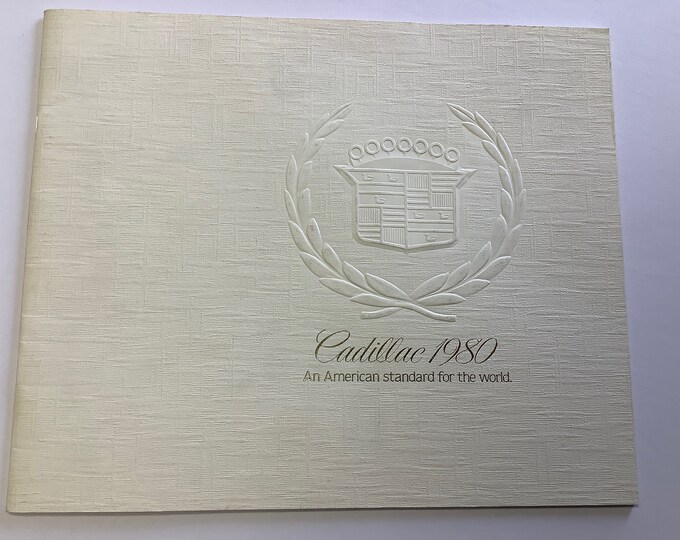 Cadillac 1980
An American standard for the world.